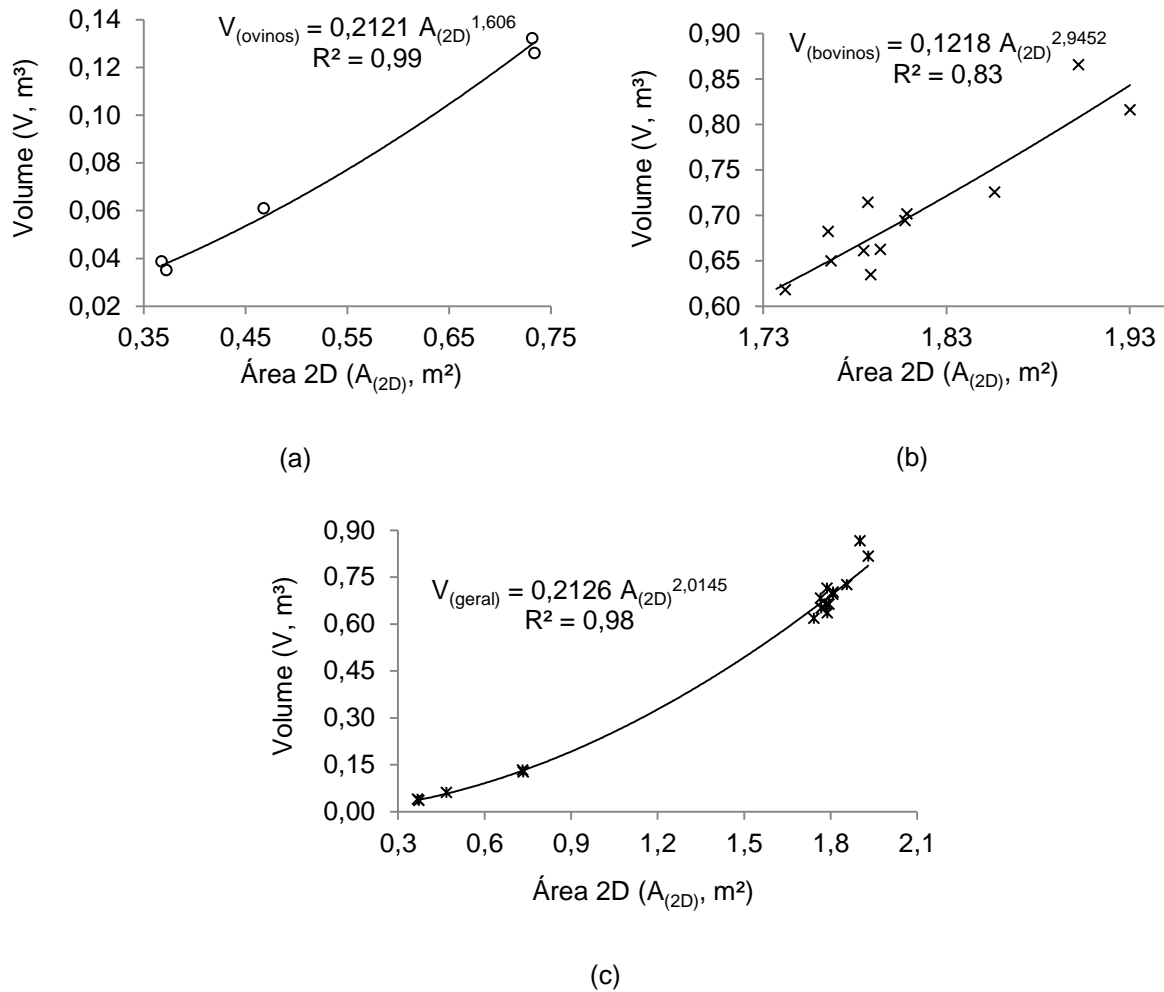 V(ovinos) = 0,2121 A(2D)^1,606
R² = 0,99
0,14
0,12
0,10
0,08
0,06
0,04
0,02
Volume (V, m³)
0,35 0,45 0,55 0,65 0,75
Área 2D (A(2D), m²)
(a)
V(bovinos) = 0,1218 A(2D)^2,9452
R² = 0,83
0,90
0,85
0,80
0,75
0,70
0,65
0,60
Volume (V, m³)
1,73 1,83 1,93
Área 2D (A(2D), m²)
(b)
V(geral) = 0,2126 A(2D)^2,0145
R² = 0,98
0,90
0,75
0,60
0,45
0,30
0,15
0,00
Volume (V, m³)
0,3 0,6 0,9 1,2 1,5 1,8 2,1
Área 2D (A(2D), m²)
(c)